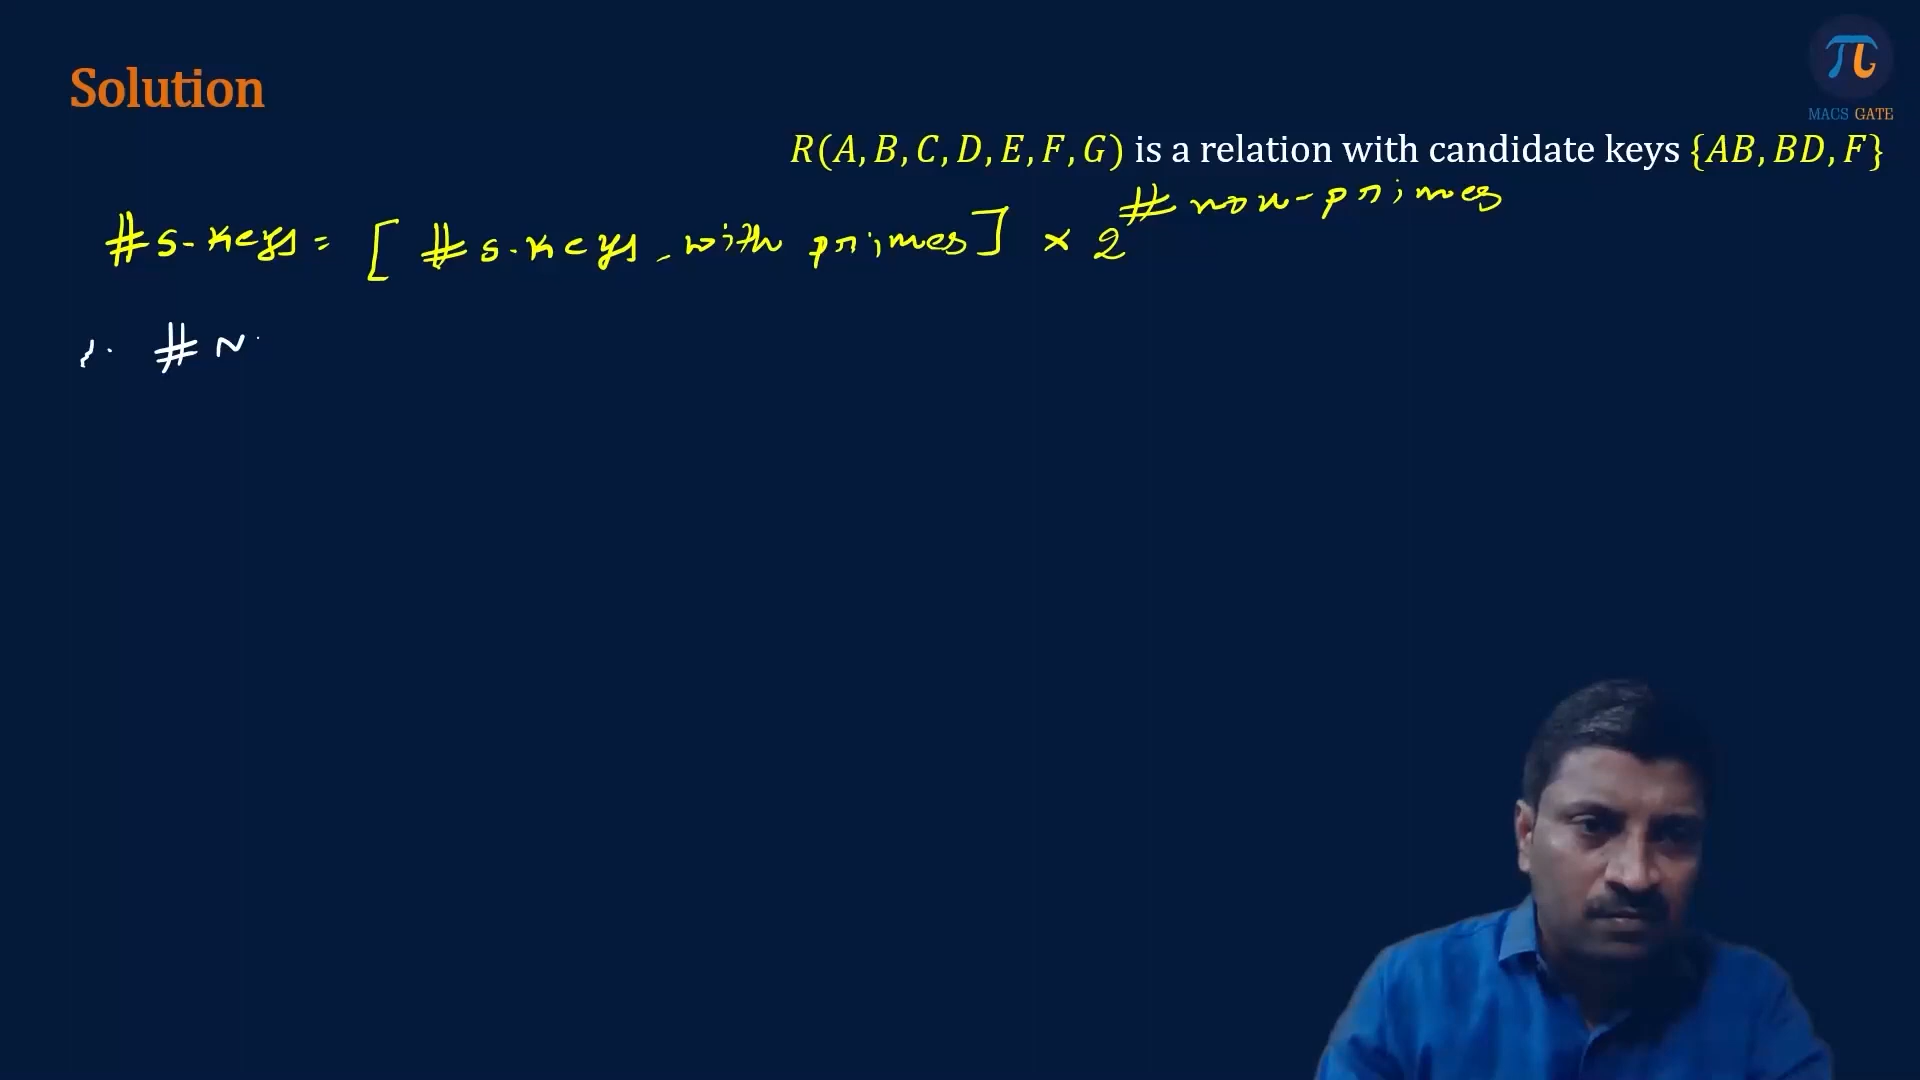 Solution
MACS GATE
R(A, B, C, D, E, F, G) is a relation with candidate keys {AB, BD, F}
#s-keys = [ #s-keys with primes ] × 2^#non-primes
1. #N